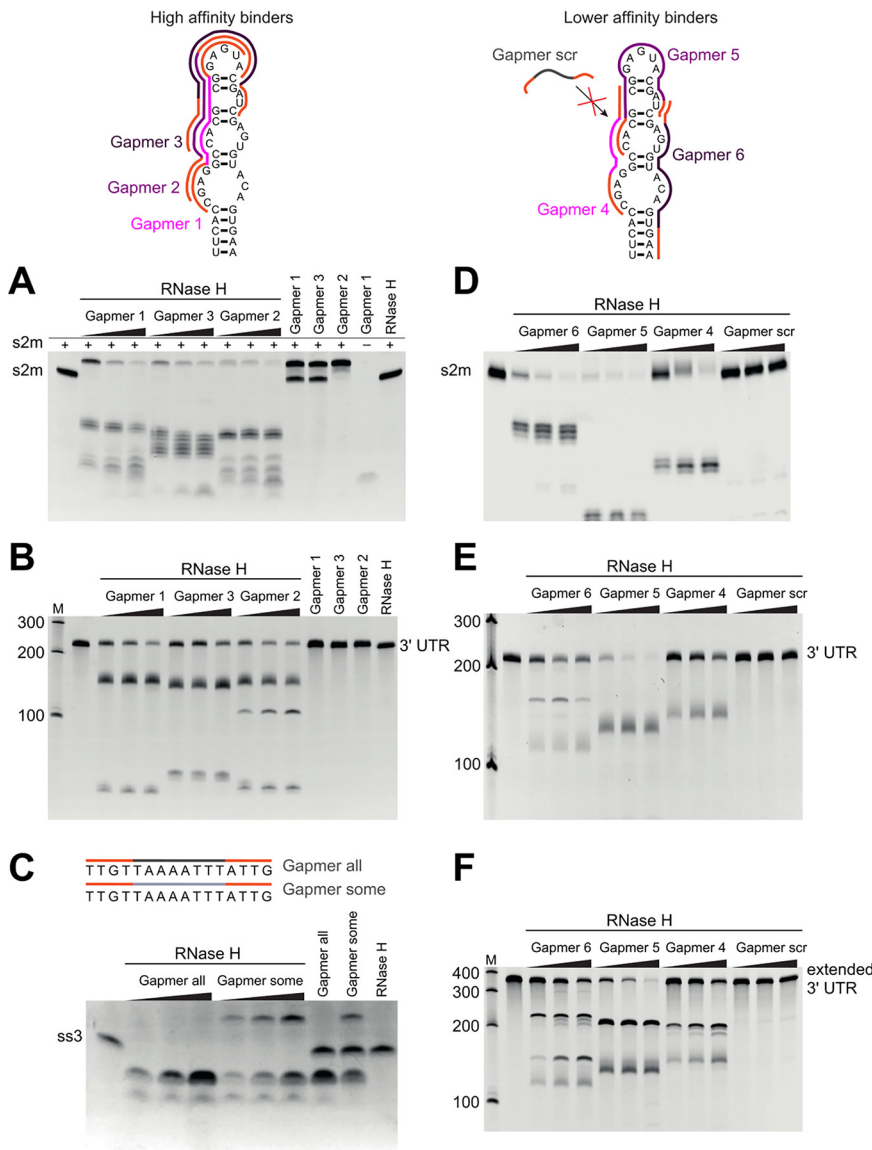 High affinity binders
Lower affinity binders
Gapmer scr
Gapmer 5
Gapmer 3
Gapmer 6
Gapmer 2
Gapmer 4
Gapmer 1
A
RNase H
Gapmer 1 Gapmer 3 Gapmer 2
Gapmer 1
Gapmer 3
Gapmer 2
Gapmer 1
RNase H
s2m + + + + + + + + + + + + + − +
s2m
D
RNase H
Gapmer 6 Gapmer 5 Gapmer 4 Gapmer scr
s2m
B
RNase H
Gapmer 1 Gapmer 3 Gapmer 2
Gapmer 1
Gapmer 3
Gapmer 2
RNase H
M
300
200
100
3' UTR
E
RNase H
Gapmer 6 Gapmer 5 Gapmer 4 Gapmer scr
300
200
100
3' UTR
C
TTGTTAAAATTTATTG Gapmer all
TTGTTAAAATTTATTG Gapmer some
RNase H
Gapmer all Gapmer some
Gapmer all
Gapmer some
RNase H
ss3
F
RNase H
Gapmer 6 Gapmer 5 Gapmer 4 Gapmer scr
M
400
300
200
100
extended
3' UTR